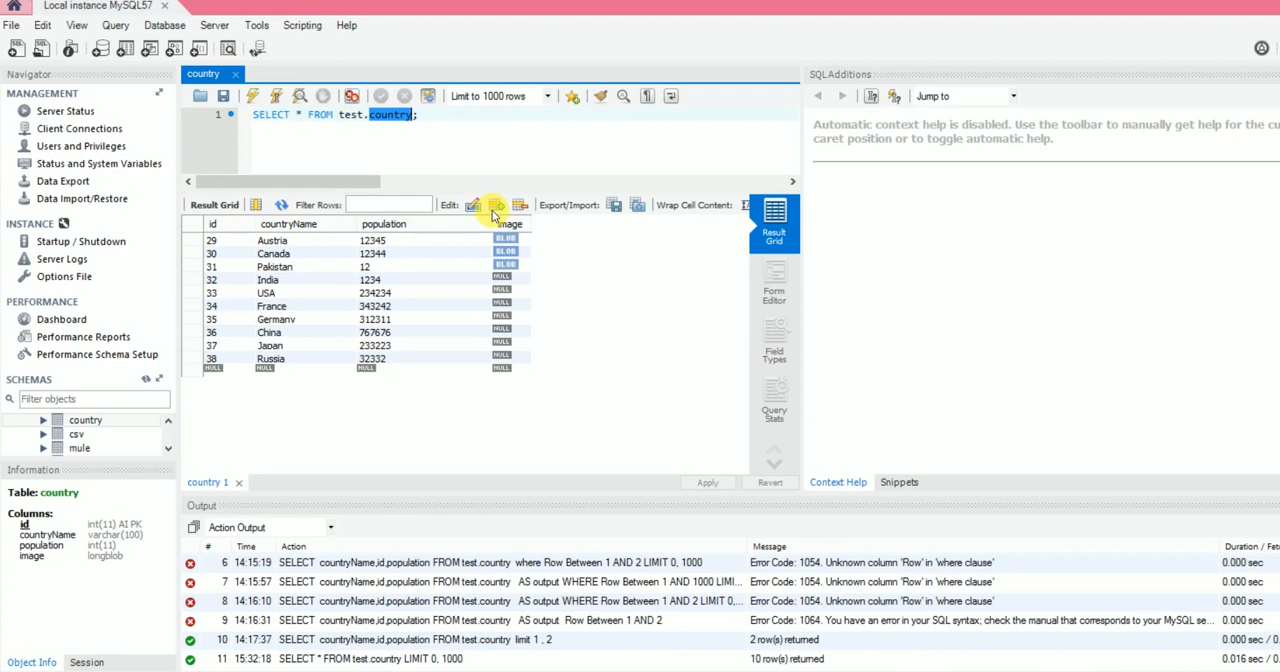 Local instance MySQL57
File Edit View Query Database Server Tools Scripting Help
Navigator
MANAGEMENT
Server Status
Client Connections
Users and Privileges
Status and System Variables
Data Export
Data Import/Restore
INSTANCE
Startup / Shutdown
Server Logs
Options File
PERFORMANCE
Dashboard
Performance Reports
Performance Schema Setup
SCHEMAS
Filter objects
country
csv
mule
Information
Table: country
Columns:
id int(11) AI PK
countryName varchar(100)
population int(11)
image longblob
Object Info Session
country
Limit to 1000 rows
1 SELECT * FROM test.country;
Result Grid Filter Rows: Edit: Export/Import: Wrap Cell Content:
id countryName population image
29 Austria 12345 BLOB
30 Canada 12344 BLOB
31 Pakistan 12 BLOB
32 India 1234 NULL
33 USA 234234 NULL
34 France 343242 NULL
35 Germany 312311 NULL
36 China 767676 NULL
37 Japan 233223 NULL
38 Russia 32332 NULL
NULL NULL NULL NULL
Result
Grid
Form
Editor
Field
Types
Query
Stats
country 1 Apply Revert
SQLAdditions
Jump to
Automatic context help is disabled. Use the toolbar to manually get help for the cu
caret position or to toggle automatic help.
Context Help Snippets
Output
Action Output
# Time Action Message Duration / Fet
6 14:15:19 SELECT countryName,id,population FROM test.country where Row Between 1 AND 2 LIMIT 0, 1000 Error Code: 1054. Unknown column 'Row' in 'where clause' 0.000 sec
7 14:15:57 SELECT countryName,id,population FROM test.country AS output WHERE Row Between 1 AND 1000 LIMI... Error Code: 1054. Unknown column 'Row' in 'where clause' 0.000 sec
8 14:16:10 SELECT countryName,id,population FROM test.country AS output WHERE Row Between 1 AND 2 LIMIT 0,... Error Code: 1054. Unknown column 'Row' in 'where clause' 0.000 sec
9 14:16:31 SELECT countryName,id,population FROM test.country AS output Row Between 1 AND 2 Error Code: 1064. You have an error in your SQL syntax; check the manual that corresponds to your MySQL se... 0.000 sec
10 14:17:37 SELECT countryName,id,population FROM test.country limit 1 , 2 2 row(s) returned 0.000 sec / 0.
11 15:32:18 SELECT * FROM test.country LIMIT 0, 1000 10 row(s) returned 0.016 sec / 0.